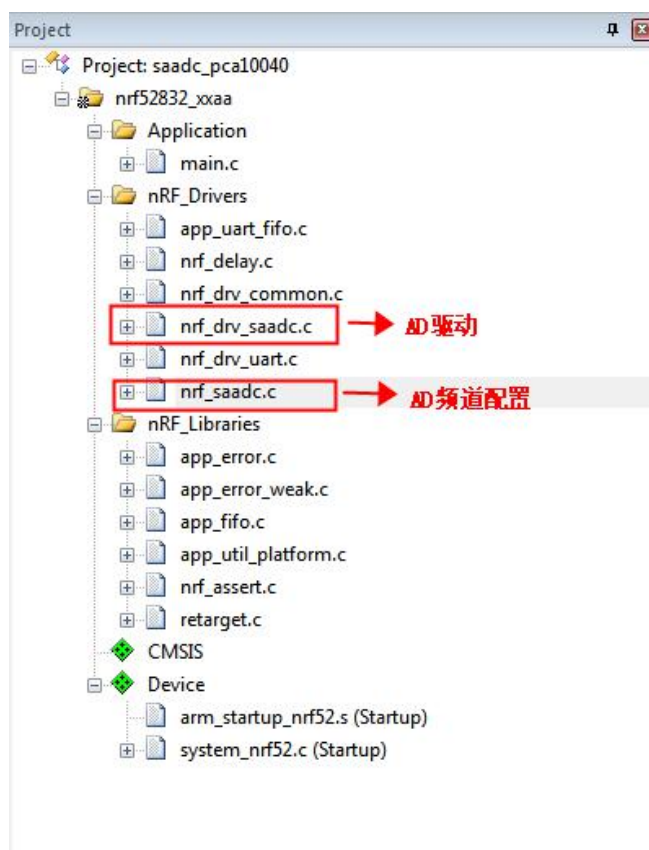 Project
Project: saadc_pca10040
nrf52832_xxaa
Application
main.c
nRF_Drivers
app_uart_fifo.c
nrf_delay.c
nrf_drv_common.c
nrf_drv_saadc.c
AD驱动
nrf_drv_uart.c
nrf_saadc.c
AD频道配置
nRF_Libraries
app_error.c
app_error_weak.c
app_fifo.c
app_util_platform.c
nrf_assert.c
retarget.c
CMSIS
Device
arm_startup_nrf52.s (Startup)
system_nrf52.c (Startup)